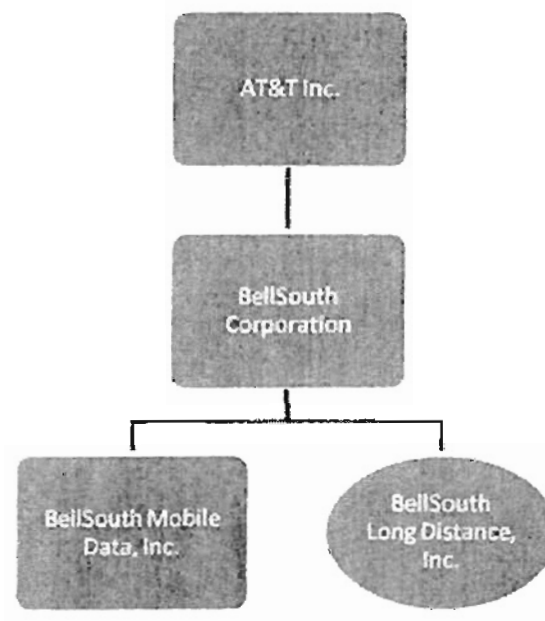 AT&T Inc.
BellSouth
Corporation
BellSouth Mobile
Data, Inc.
BellSouth
Long Distance,
Inc.